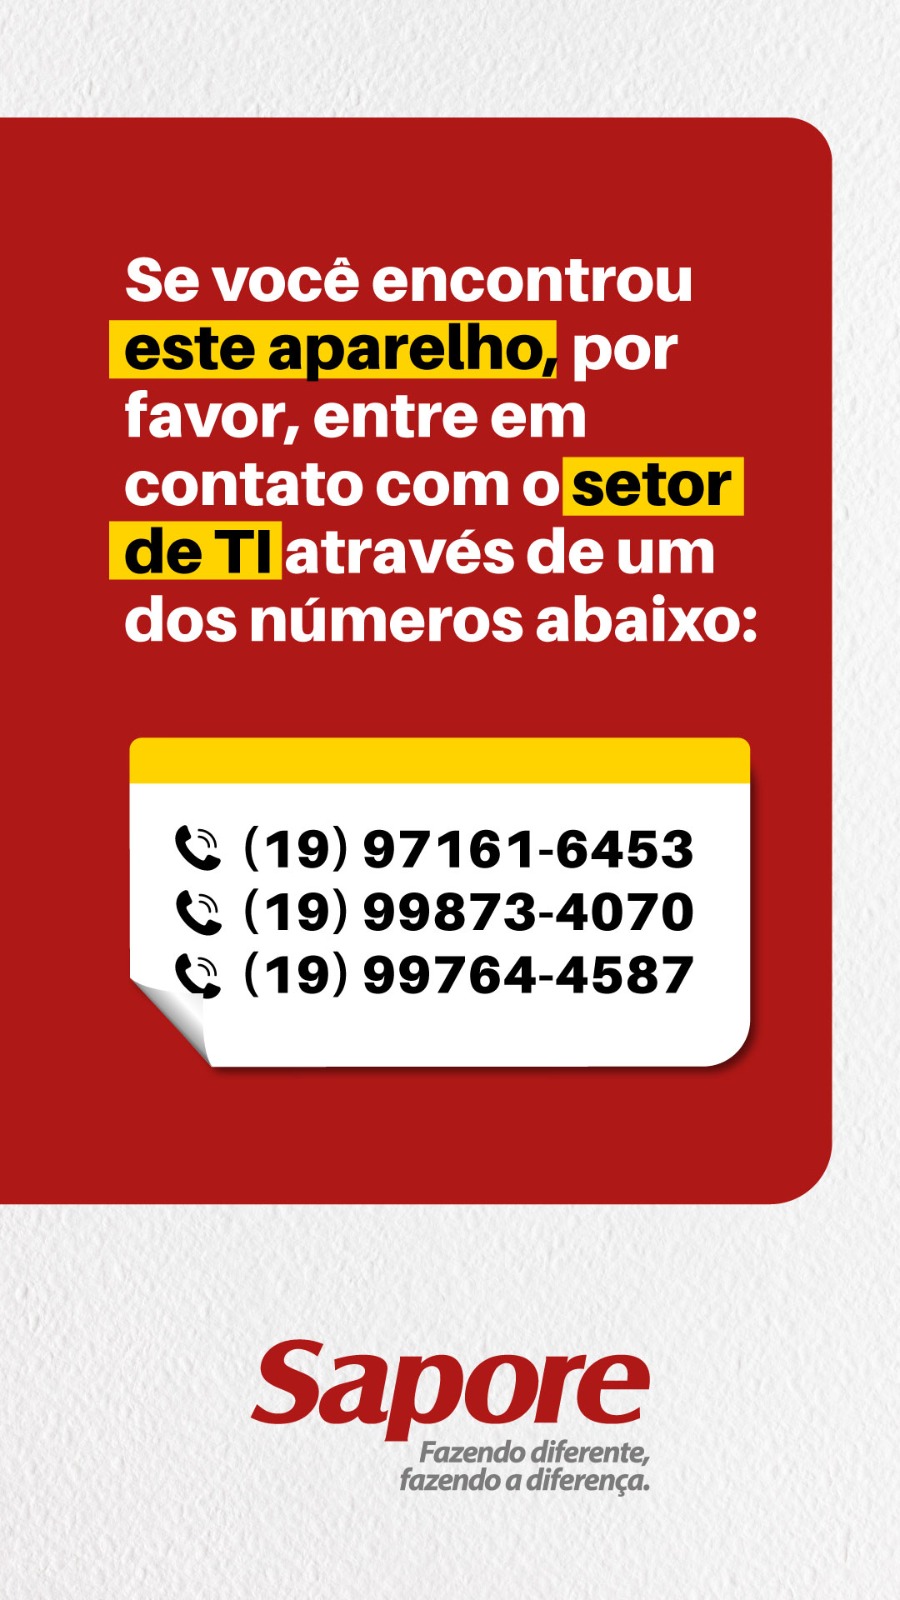 Se você encontrou
este aparelho, por
favor, entre em
contato com o setor
de TI através de um
dos números abaixo:
(19) 97161-6453
(19) 99873-4070
(19) 99764-4587
Sapore
Fazendo diferente,
fazendo a diferença.